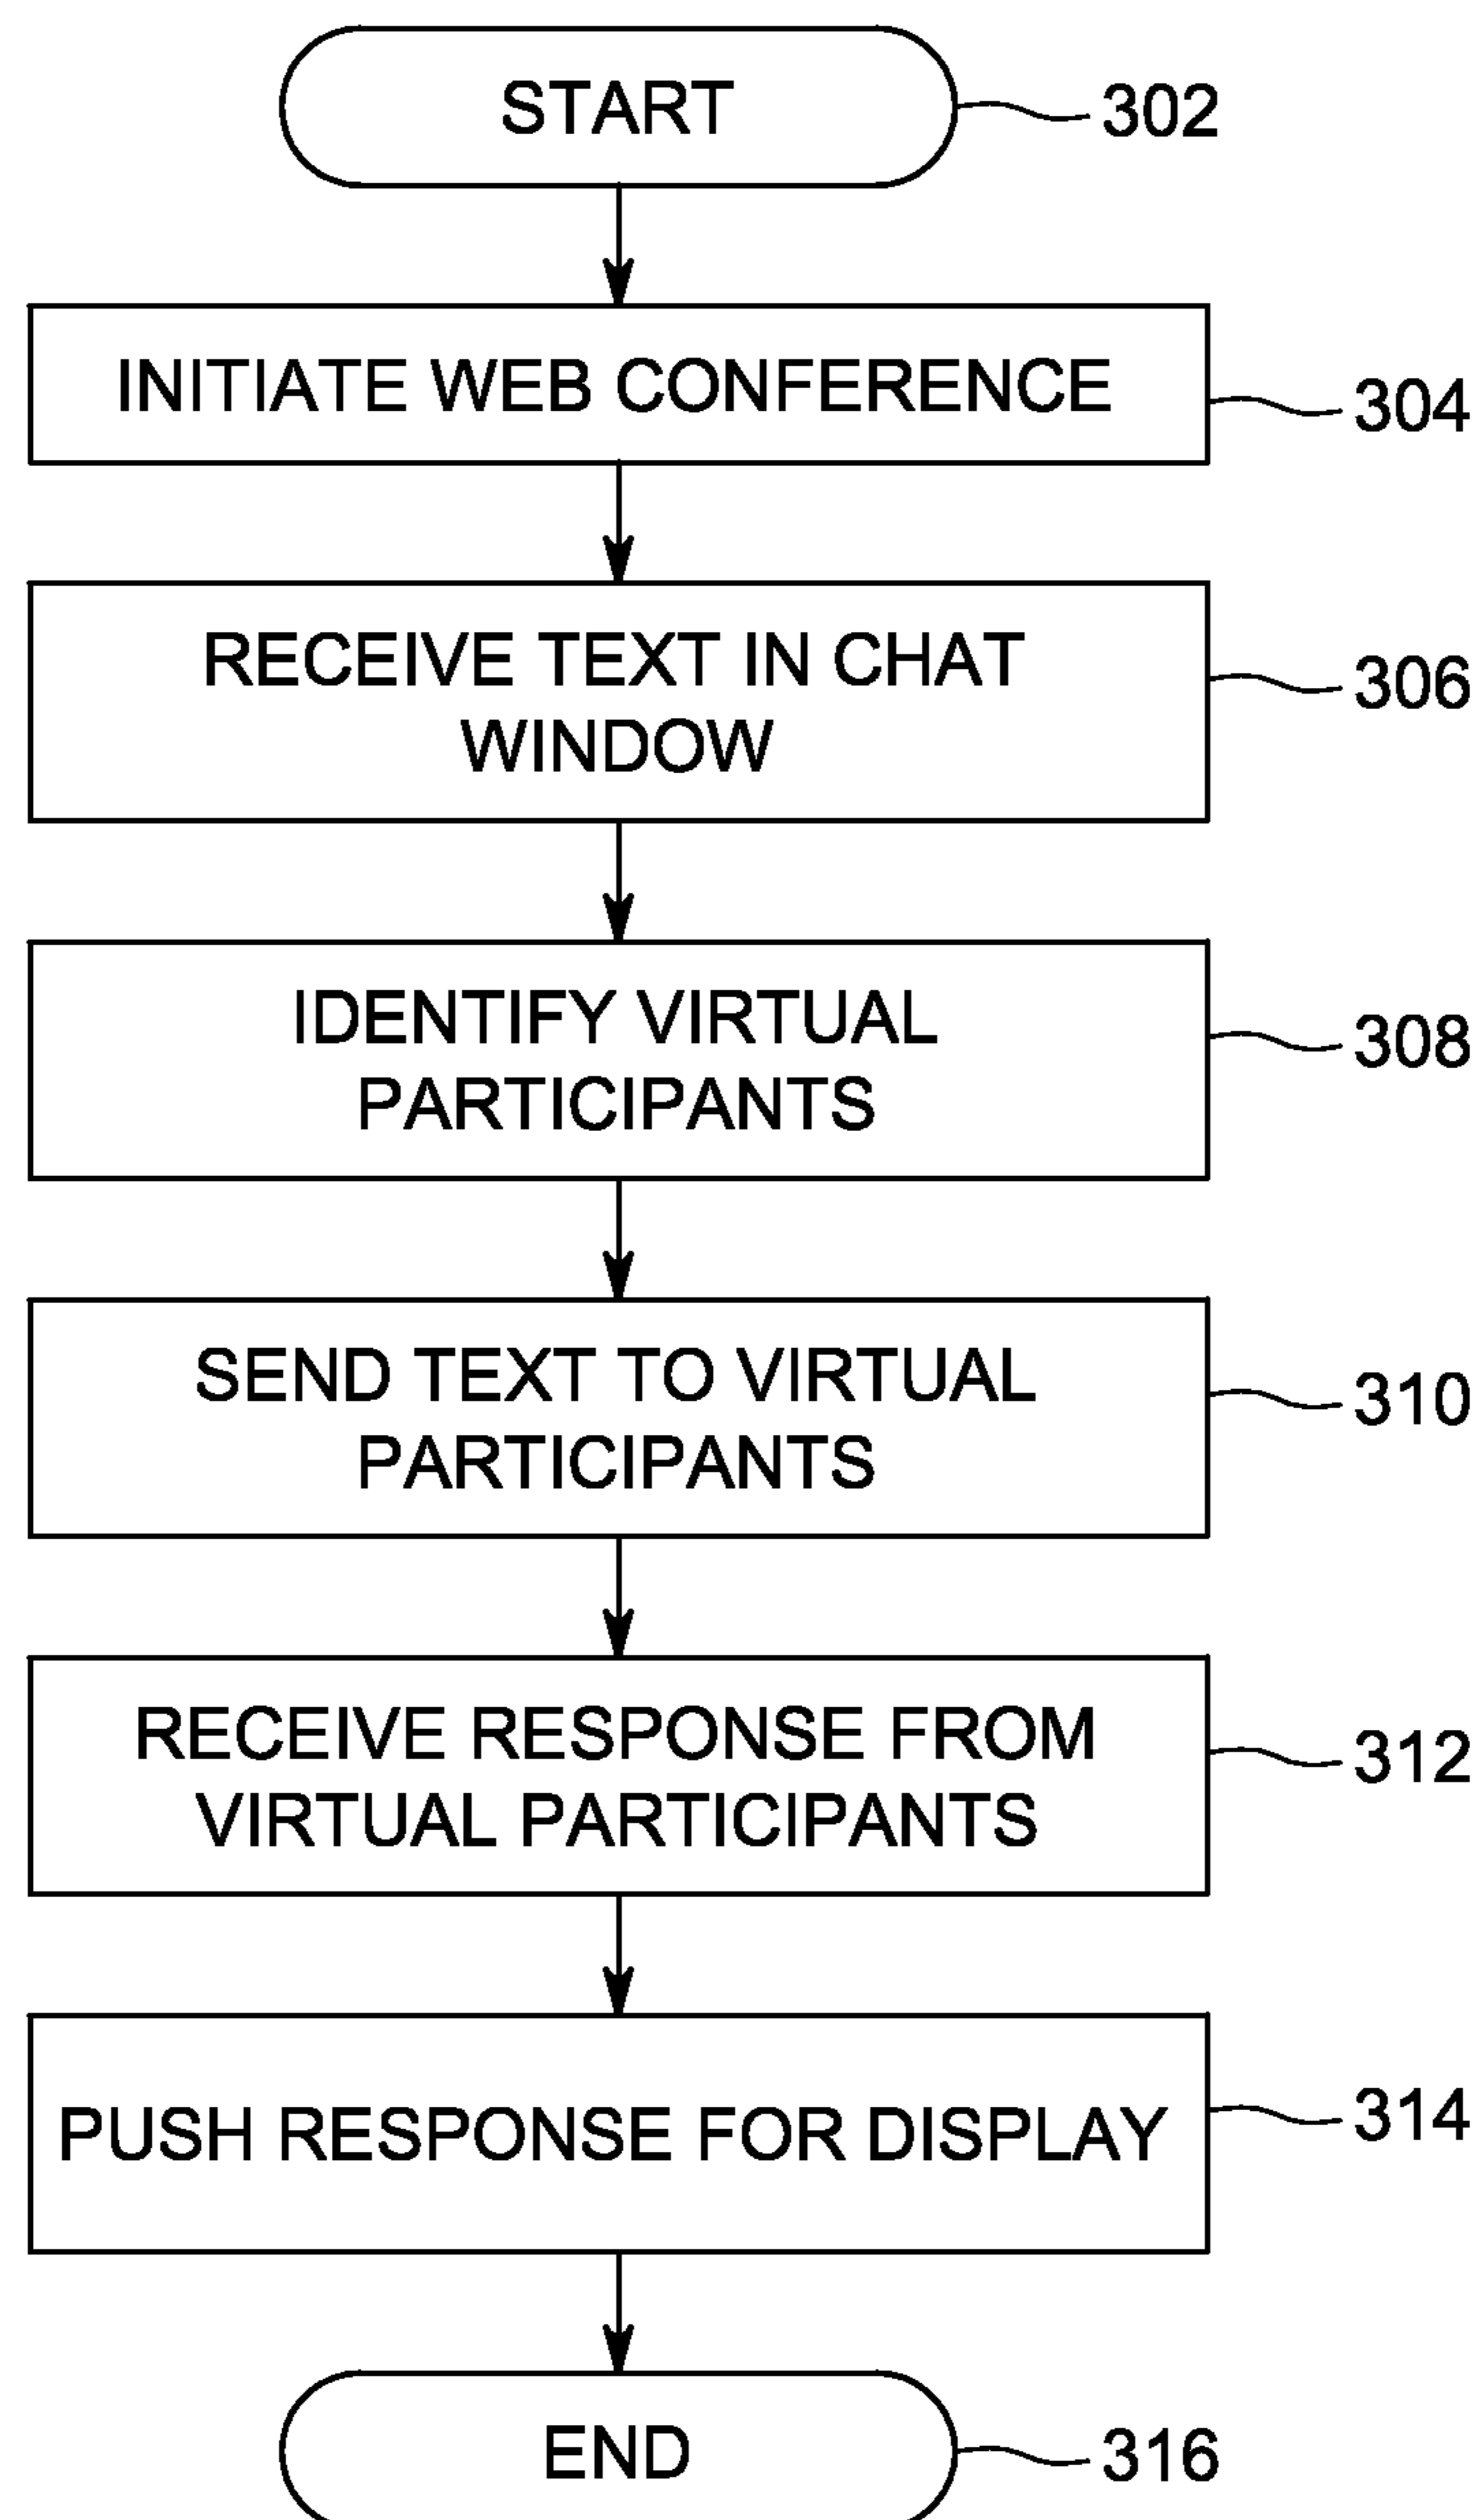 START
302
INITIATE WEB CONFERENCE
304
RECEIVE TEXT IN CHAT
WINDOW
306
IDENTIFY VIRTUAL
PARTICIPANTS
308
SEND TEXT TO VIRTUAL
PARTICIPANTS
310
RECEIVE RESPONSE FROM
VIRTUAL PARTICIPANTS
312
PUSH RESPONSE FOR DISPLAY
314
END
316